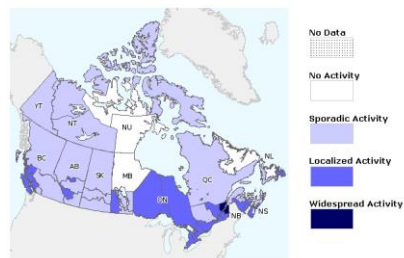 No Data
No Activity
Sporadic Activity
Localized Activity
Widespread Activity
YT
NT
NU
BC
AB
SK
MB
ON
QC
NL
NB
NS